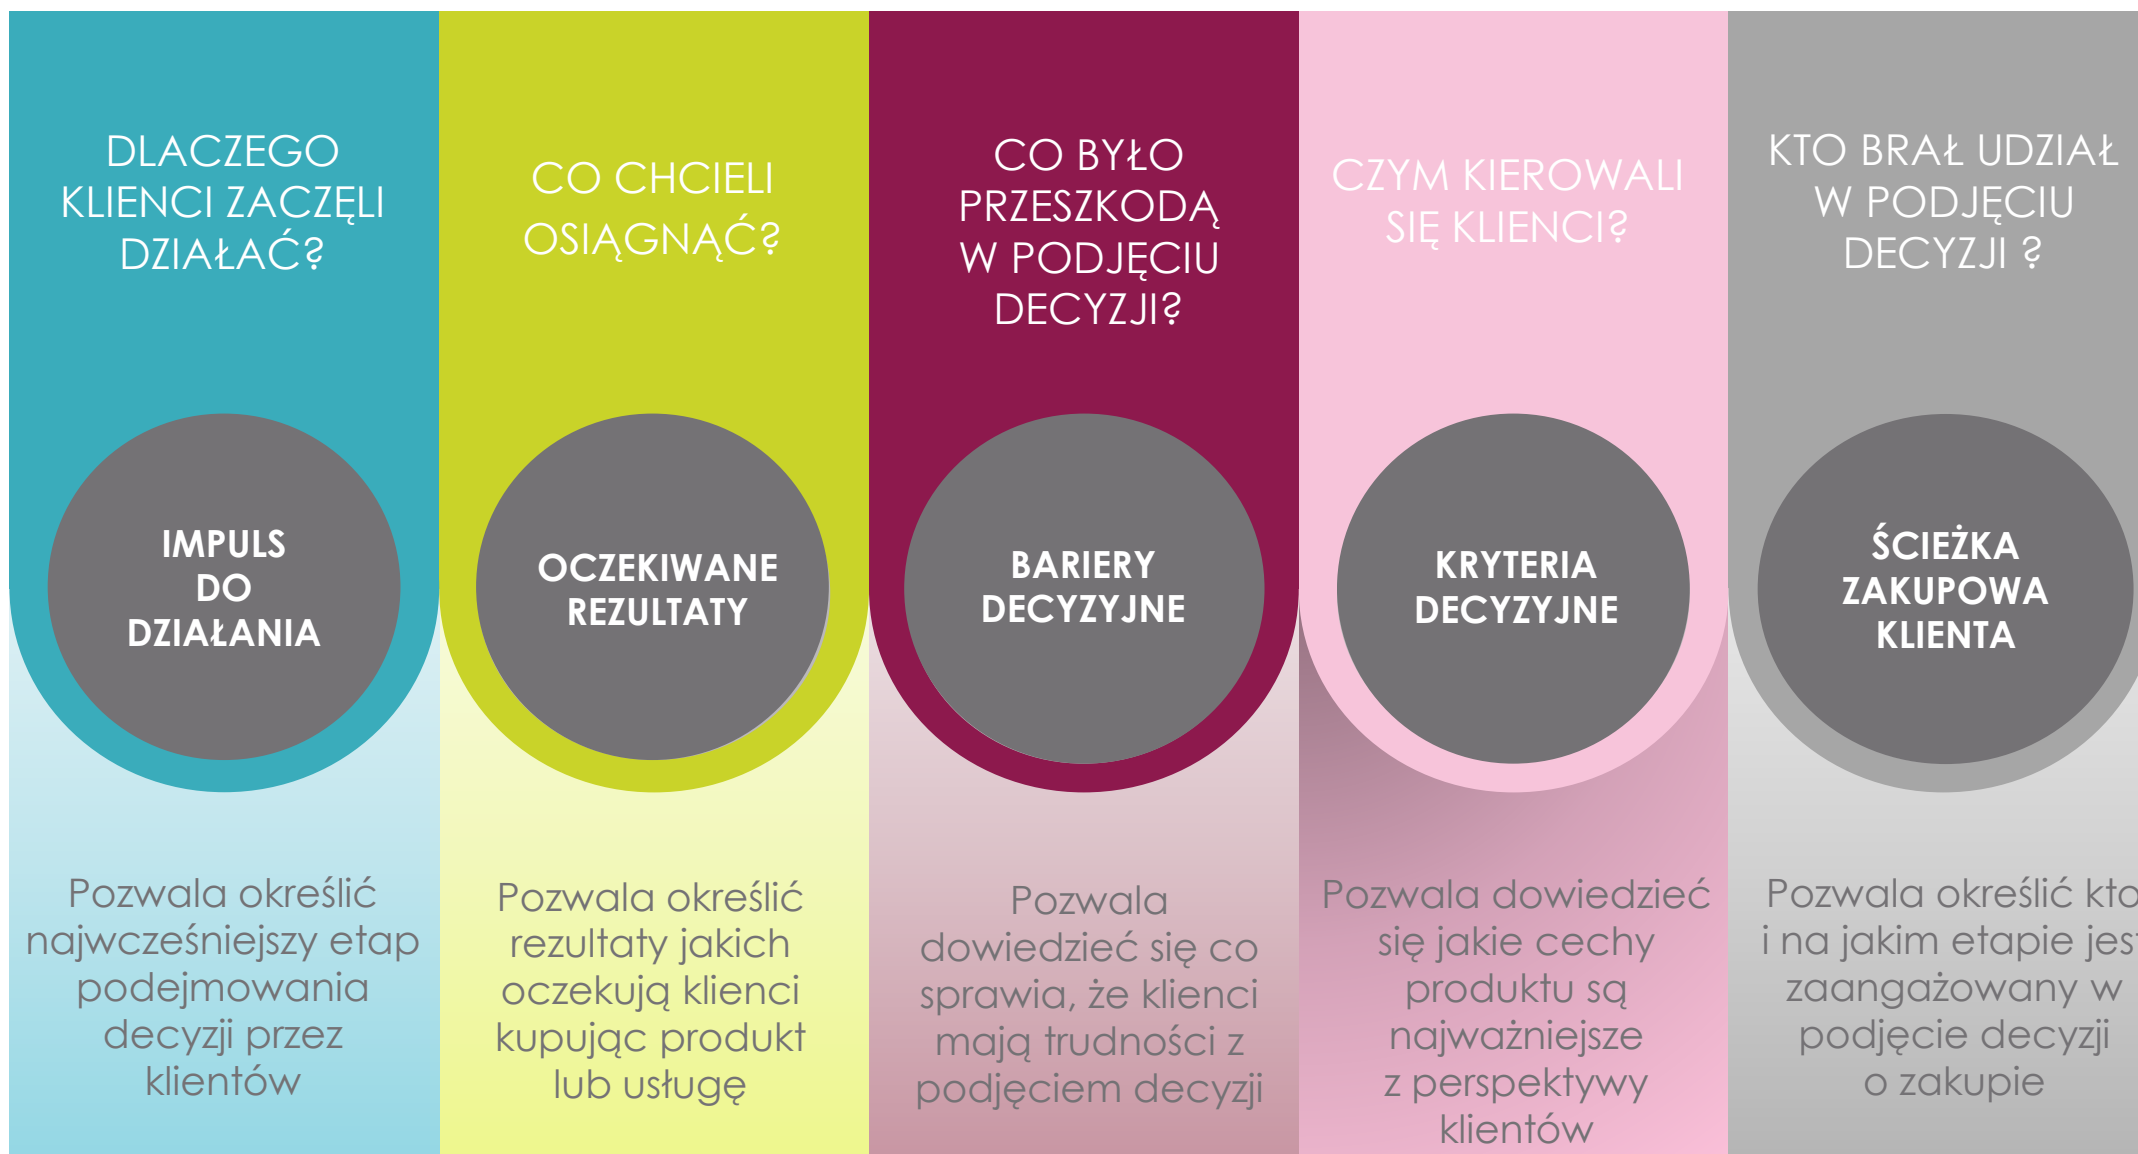 DLACZEGO
KLIENCI ZACZĘLI
DZIAŁAĆ?
IMPULS
DO
DZIAŁANIA
Pozwala określić
najwcześniejszy etap
podejmowania
decyzji przez
klientów
CO CHCIELI
OSIĄGNĄĆ?
OCZEKIWANE
REZULTATY
Pozwala określić
rezultaty jakich
oczekują klienci
kupując produkt
lub usługę
CO BYŁO
PRZESZKODĄ
W PODJĘCIU
DECYZJI?
BARIERY
DECYZYJNE
Pozwala
dowiedzieć się co
sprawia, że klienci
mają trudności z
podjęciem decyzji
CZYM KIEROWALI
SIĘ KLIENCI?
KRYTERIA
DECYZYJNE
Pozwala dowiedzieć
się jakie cechy
produktu są
najważniejsze
z perspektywy
klientów
KTO BRAŁ UDZIAŁ
W PODJĘCIU
DECYZJI ?
ŚCIEŻKA
ZAKUPOWA
KLIENTA
Pozwala określić kto
i na jakim etapie jest
zaangażowany w
podjęcie decyzji
o zakupie